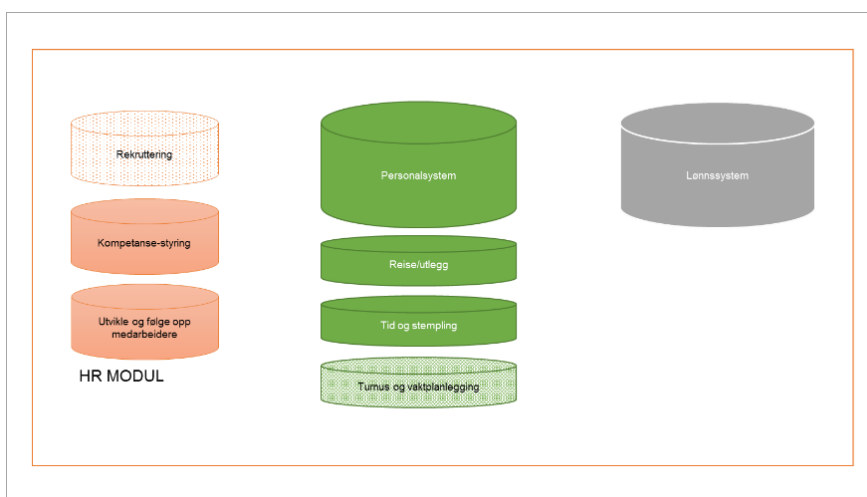 Rekruttering
Kompetanse-styring
Utvikle og følge opp
medarbeidere
HR MODUL
Personalsystem
Reise/utlegg
Tid og stempling
Turnus og vaktplanlegging
Lønnssystem